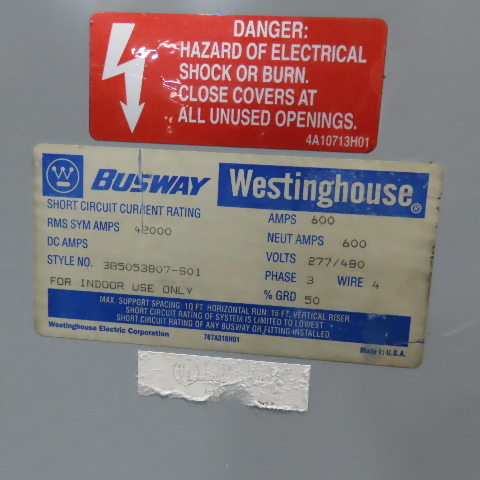 DANGER:
HAZARD OF ELECTRICAL
SHOCK OR BURN.
CLOSE COVERS AT
ALL UNUSED OPENINGS.
4A10713H01
W BUSWAY Westinghouse®
SHORT CIRCUIT CURRENT RATING
RMS SYM AMPS 42000
DC AMPS
STYLE NO. 385053B07-S01
FOR INDOOR USE ONLY
AMPS 600
NEUT AMPS 600
VOLTS 277/480
PHASE 3 WIRE 4
% GRD 50
MAX. SUPPORT SPACING: 10 FT. HORIZONTAL RUN: 16 FT. VERTICAL RISER
SHORT CIRCUIT RATING OF SYSTEM IS LIMITED TO LOWEST
SHORT CIRCUIT RATING OF ANY BUSWAY OR FITTING INSTALLED
Westinghouse Electric Corporation 767A316H01 Made in U.S.A.
UL